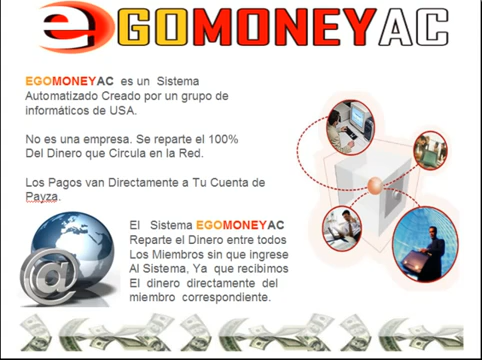 eGOMONEYAC
EGOMONEYAC es un Sistema
Automatizado Creado por un grupo de
informáticos de USA.
No es una empresa. Se reparte el 100%
Del Dinero que Circula en la Red.
Los Pagos van Directamente a Tu Cuenta de
Payza.
El Sistema EGOMONEYAC
Reparte el Dinero entre todos
Los Miembros sin que ingrese
Al Sistema, Ya que recibimos
El dinero directamente del
miembro correspondiente.
@